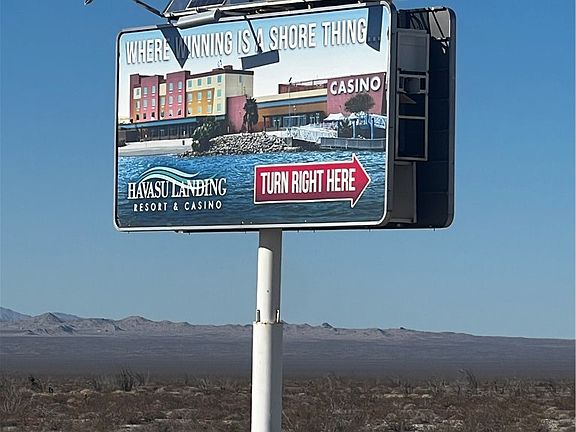 WHERE WINNING IS A SHORE THING...
CASINO
HAVASU LANDING
RESORT & CASINO
TURN RIGHT HERE